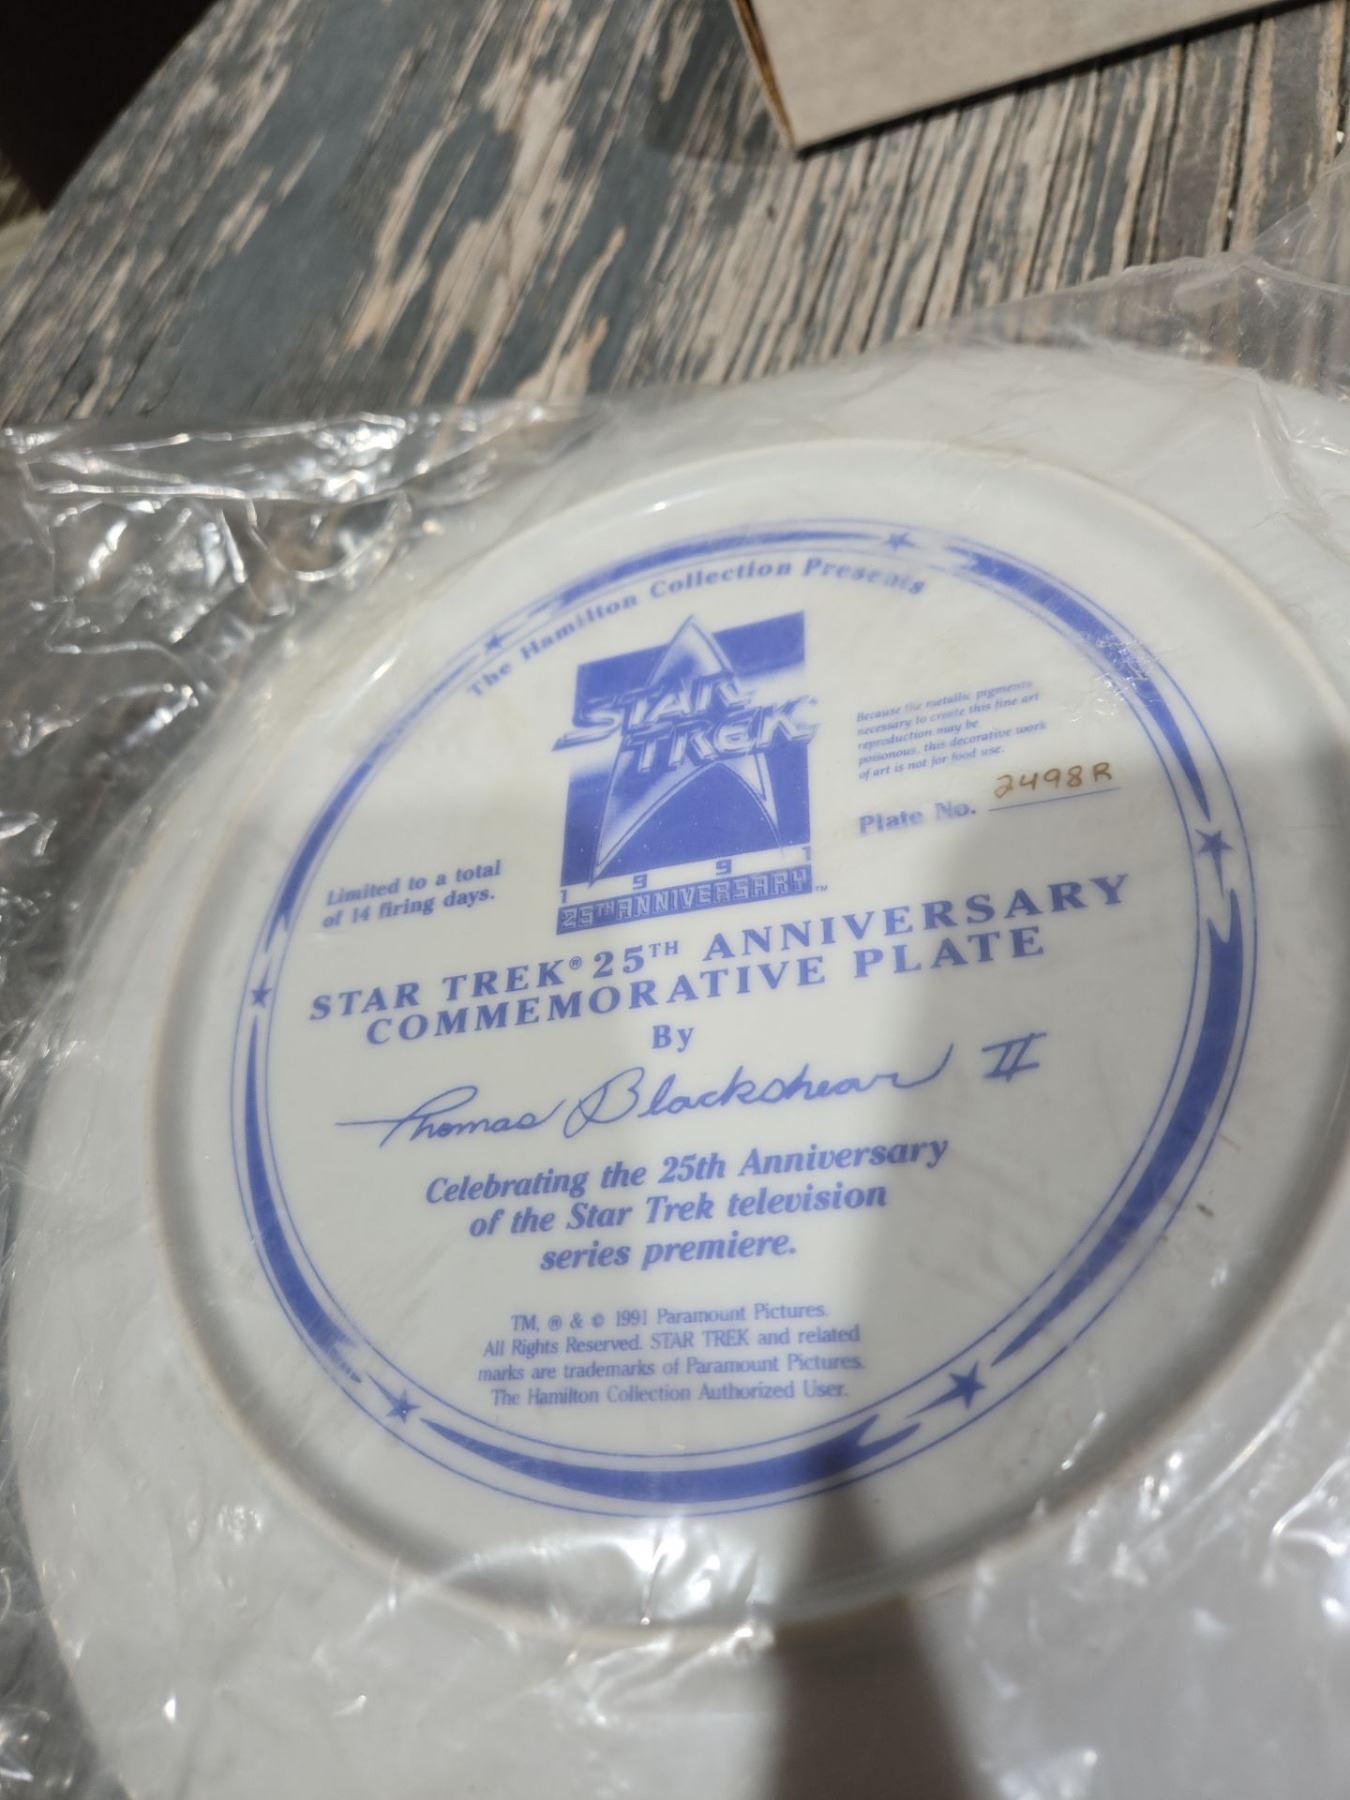 The Hamilton Collection Presents
STAR
TREK
1 9 9 1
25TH ANNIVERSARY™
Because the metallic pigments
necessary to create this fine art
reproduction may be
poisonous, this decorative work
of art is not for food use.
Plate No. 2498R
Limited to a total
of 14 firing days.
STAR TREK® 25TH ANNIVERSARY
COMMEMORATIVE PLATE
By
Thomas Blackshear II
Celebrating the 25th Anniversary
of the Star Trek television
series premiere.
TM, ® & © 1991 Paramount Pictures.
All Rights Reserved. STAR TREK and related
marks are trademarks of Paramount Pictures.
The Hamilton Collection Authorized User.